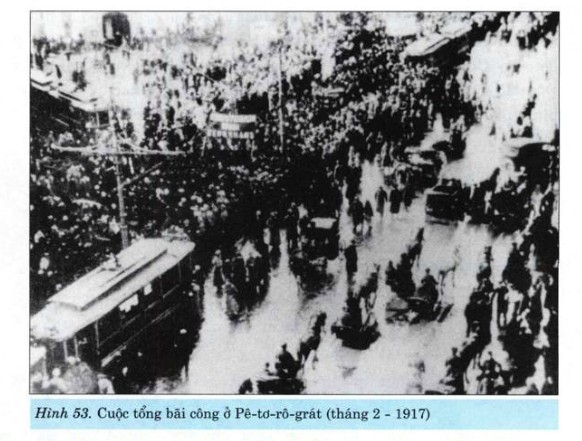 Hình 53. Cuộc tổng bãi công ở Pê-tơ-rô-grát (tháng 2 - 1917)